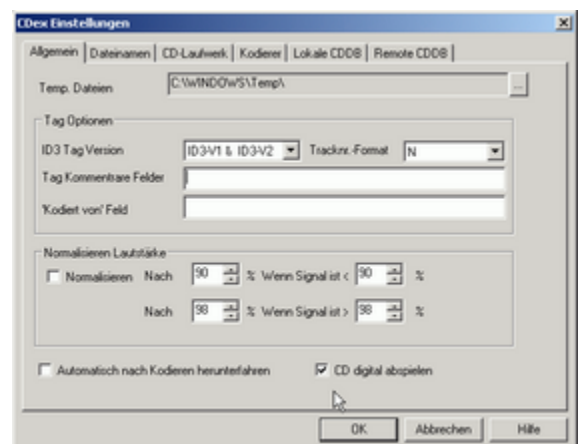 CDex Einstellungen
Allgemein Dateinamen CD-Laufwerk Kodierer Lokale CDDB Remote CDDB
Temp. Dateien C:\WINDOWS\Temp\ ...
Tag Optionen
ID3 Tag Version ID3-V1 & ID3-V2 Tracknr.-Format N
Tag Kommentare Felder
'Kodiert von' Feld
Normalisieren Lautstärke
Normalisieren Nach 90 % Wenn Signal ist < 90 %
Nach 98 % Wenn Signal ist > 98 %
Automatisch nach Kodieren herunterfahren CD digital abspielen
OK Abbrechen Hilfe